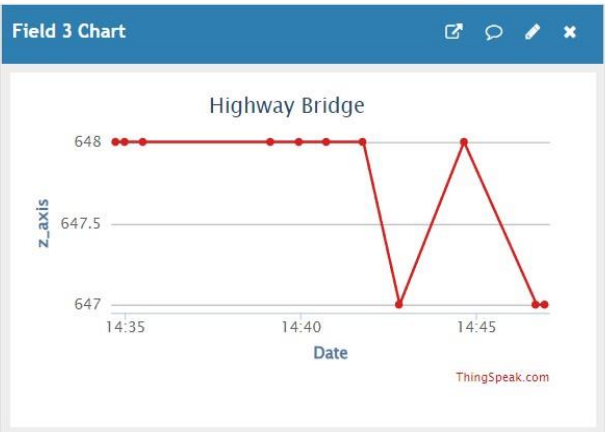 Field 3 Chart
Highway Bridge
648
647.5
647
z_axis
14:35 14:40 14:45
Date
ThingSpeak.com